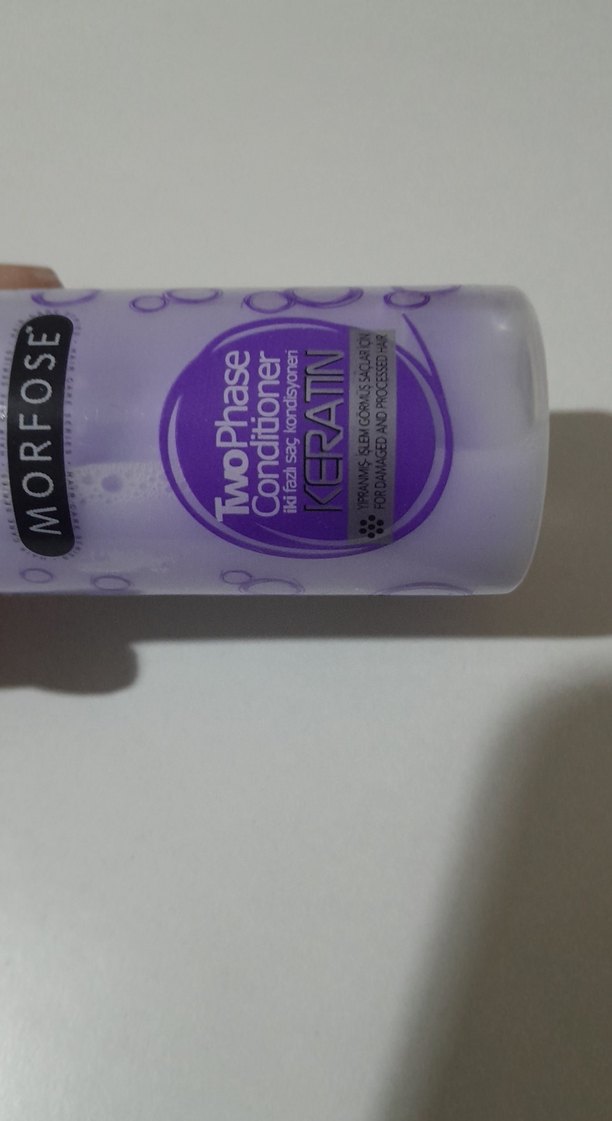 MORFOSE
TwoPhase
Conditioner
iki fazlı saç kondisyoneri
KERATIN
YIPRANMIŞ, İŞLEM GÖRMÜŞ SAÇLAR İÇİN
FOR DAMAGED AND PROCESSED HAIR